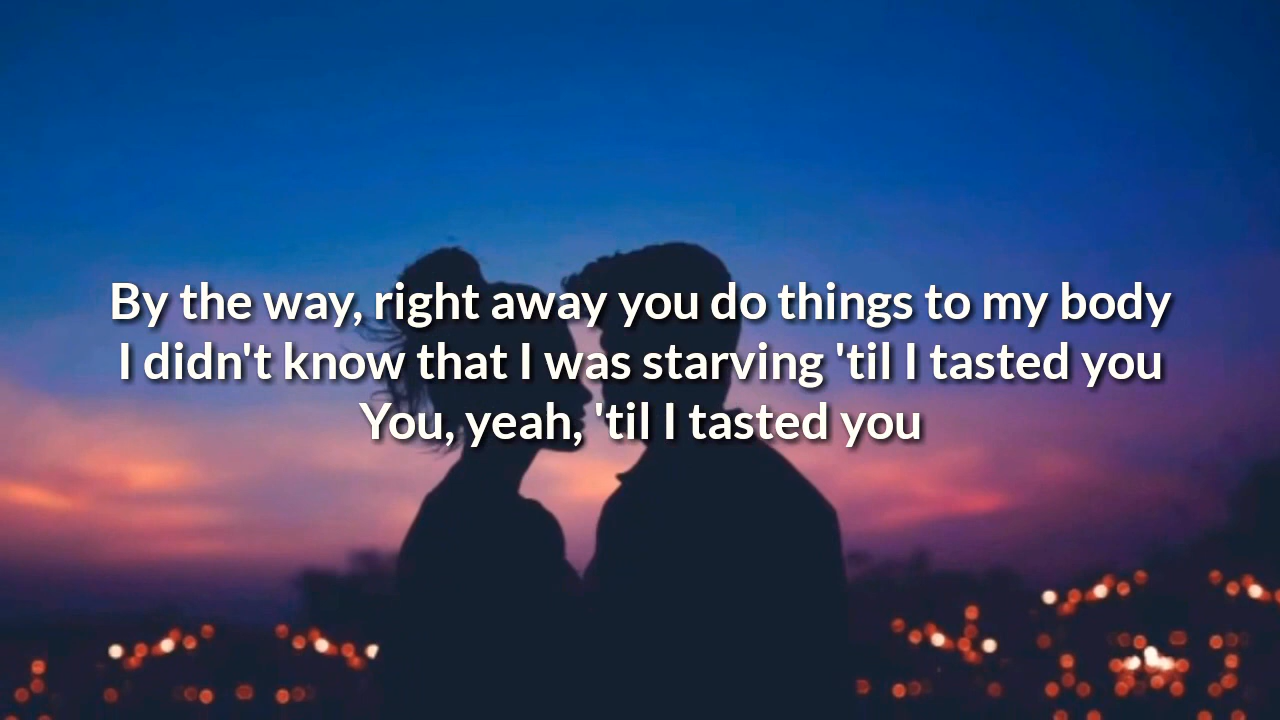 By the way, right away you do things to my body
I didn't know that I was starving 'til I tasted you
You, yeah, 'til I tasted you